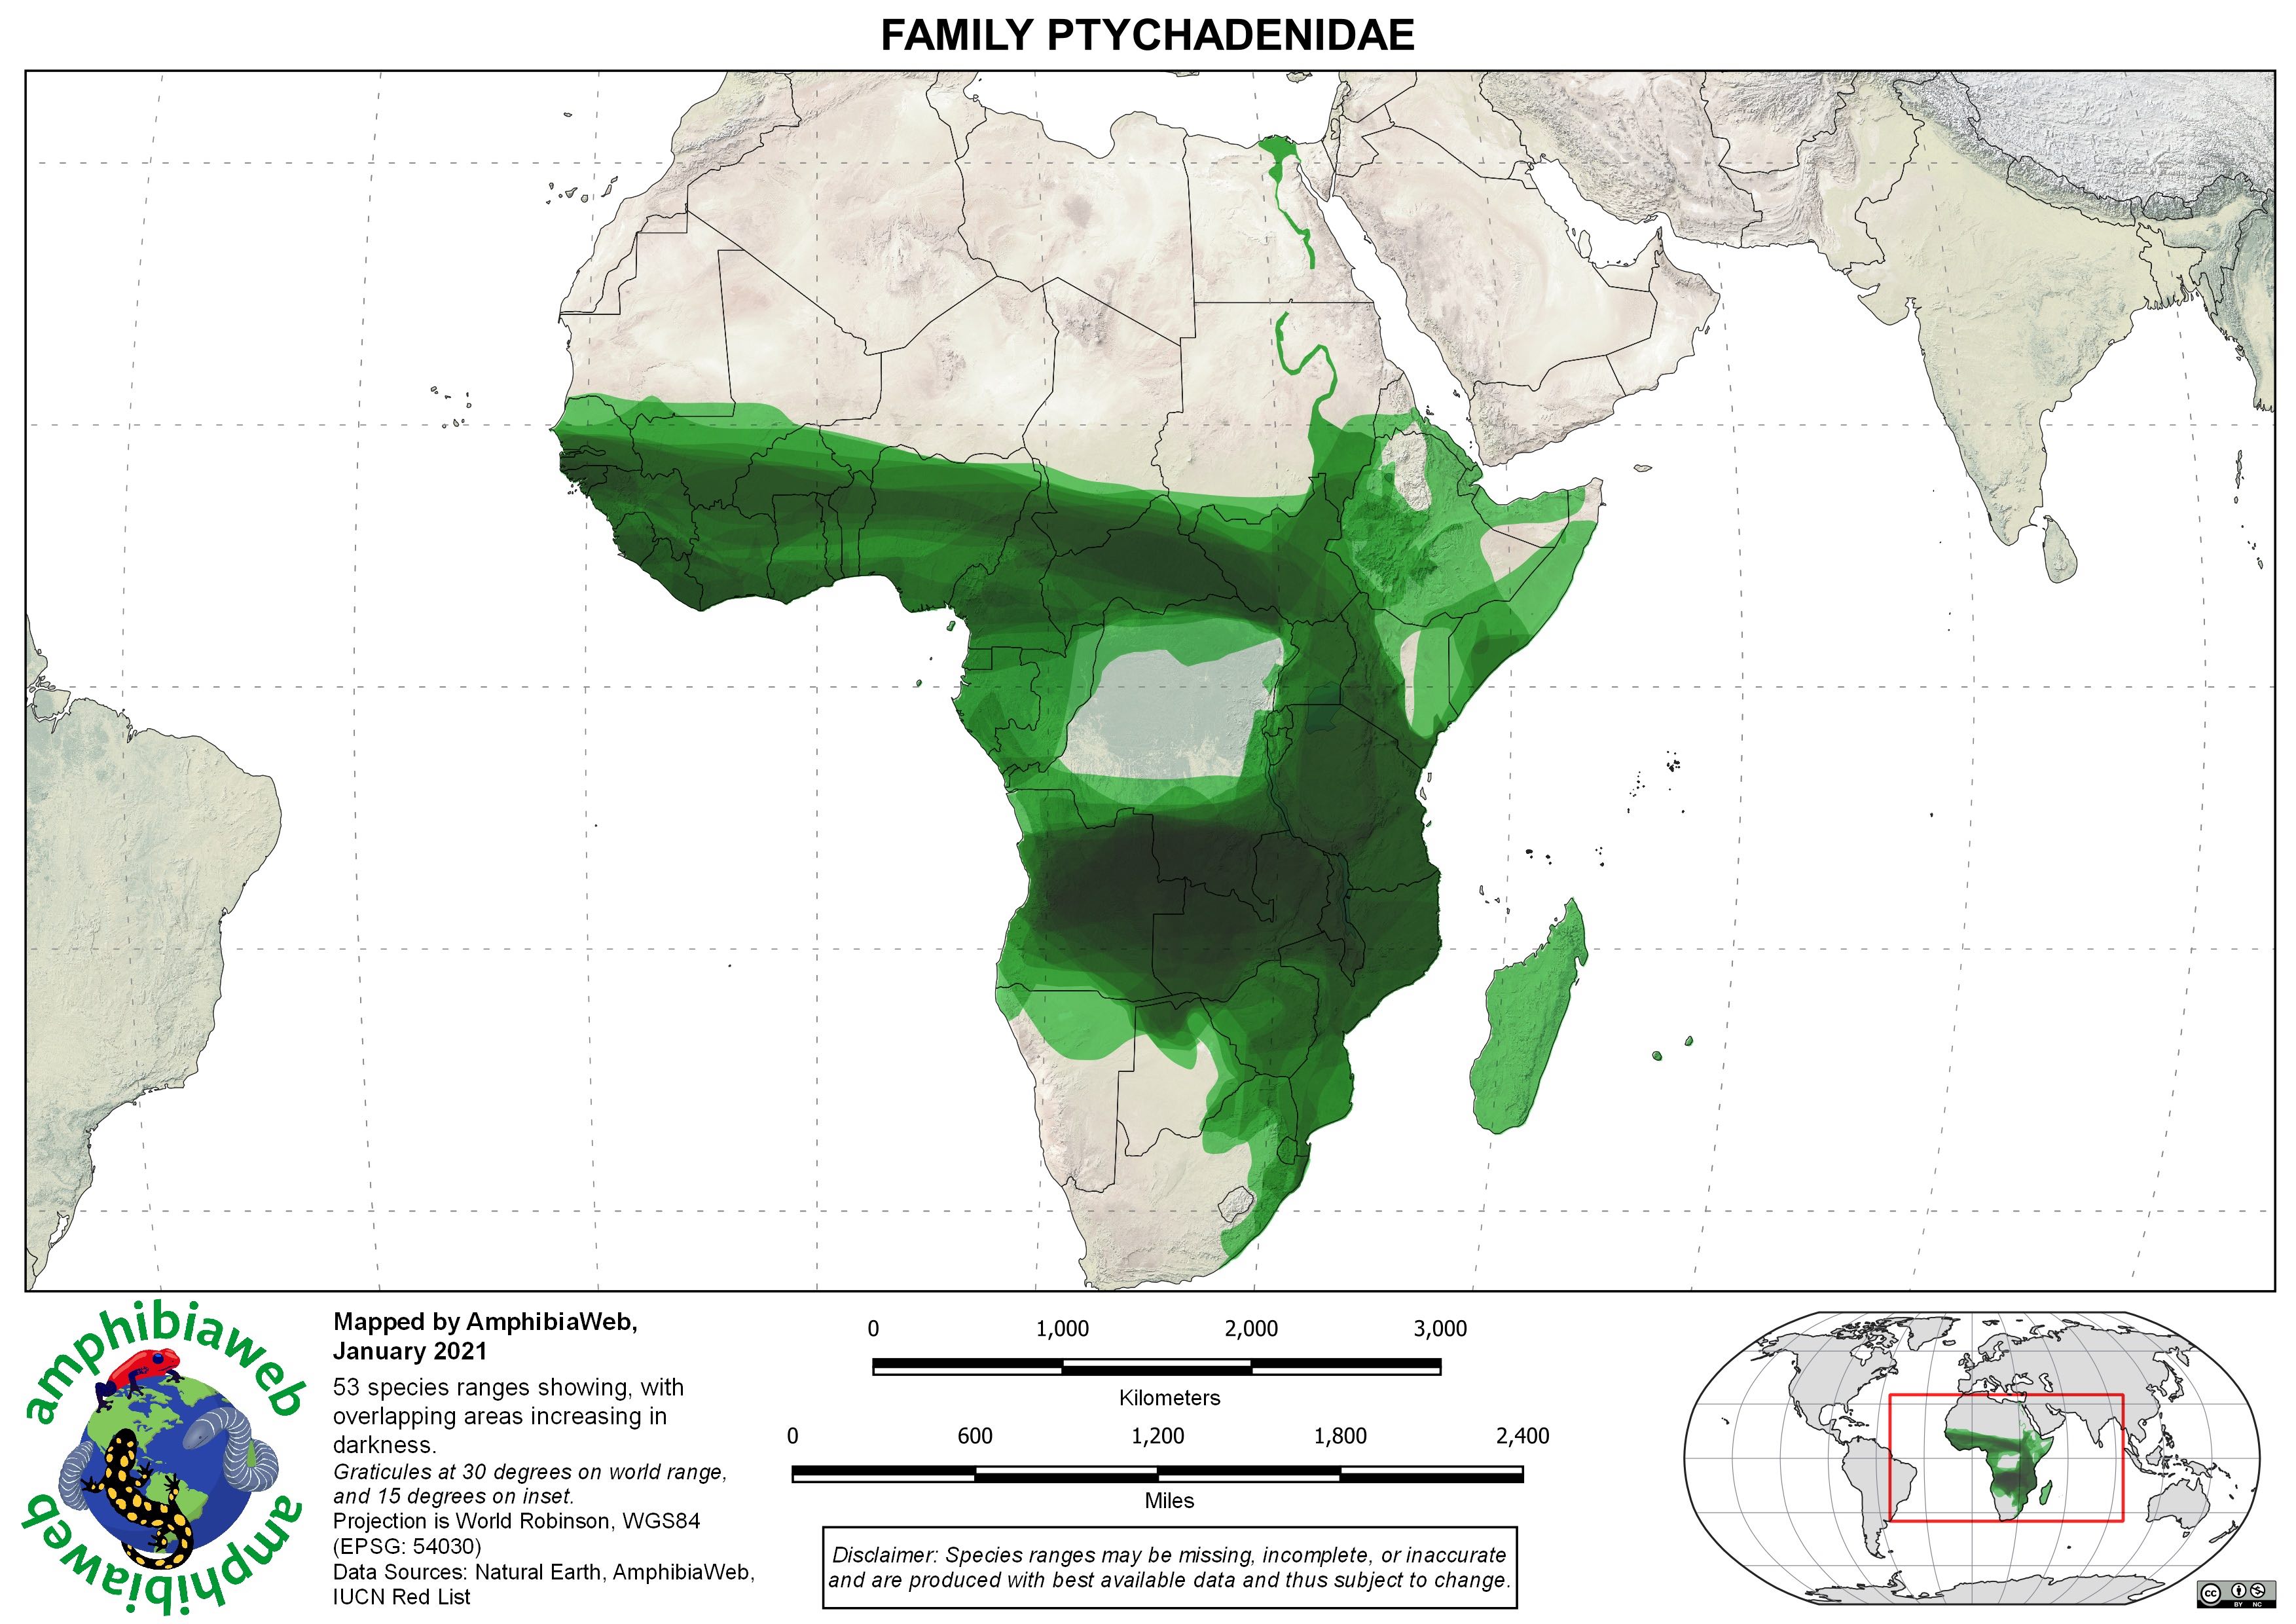 FAMILY PTYCHADENIDAE
amphibiaweb
amphibiaweb
Mapped by AmphibiaWeb,
January 2021
53 species ranges showing, with
overlapping areas increasing in
darkness.
Graticules at 30 degrees on world range,
and 15 degrees on inset.
Projection is World Robinson, WGS84
(EPSG: 54030)
Data Sources: Natural Earth, AmphibiaWeb,
IUCN Red List
0 1,000 2,000 3,000
Kilometers
0 600 1,200 1,800 2,400
Miles
Disclaimer: Species ranges may be missing, incomplete, or inaccurate
and are produced with best available data and thus subject to change.
cc
BY NC